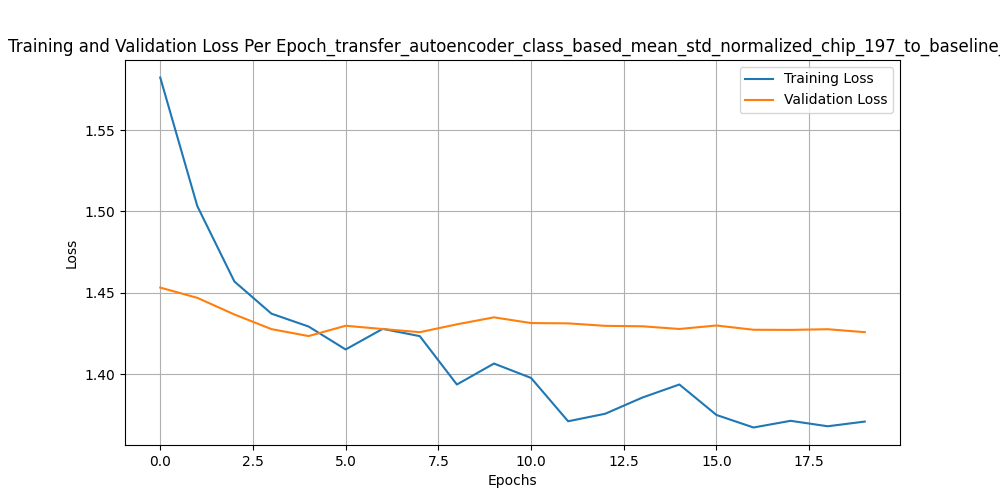 Training and Validation Loss Per Epoch_transfer_autoencoder_class_based_mean_std_normalized_chip_197_to_baseline_
Training Loss
Validation Loss
1.55
1.50
1.45
1.40
Loss
0.0 2.5 5.0 7.5 10.0 12.5 15.0 17.5
Epochs